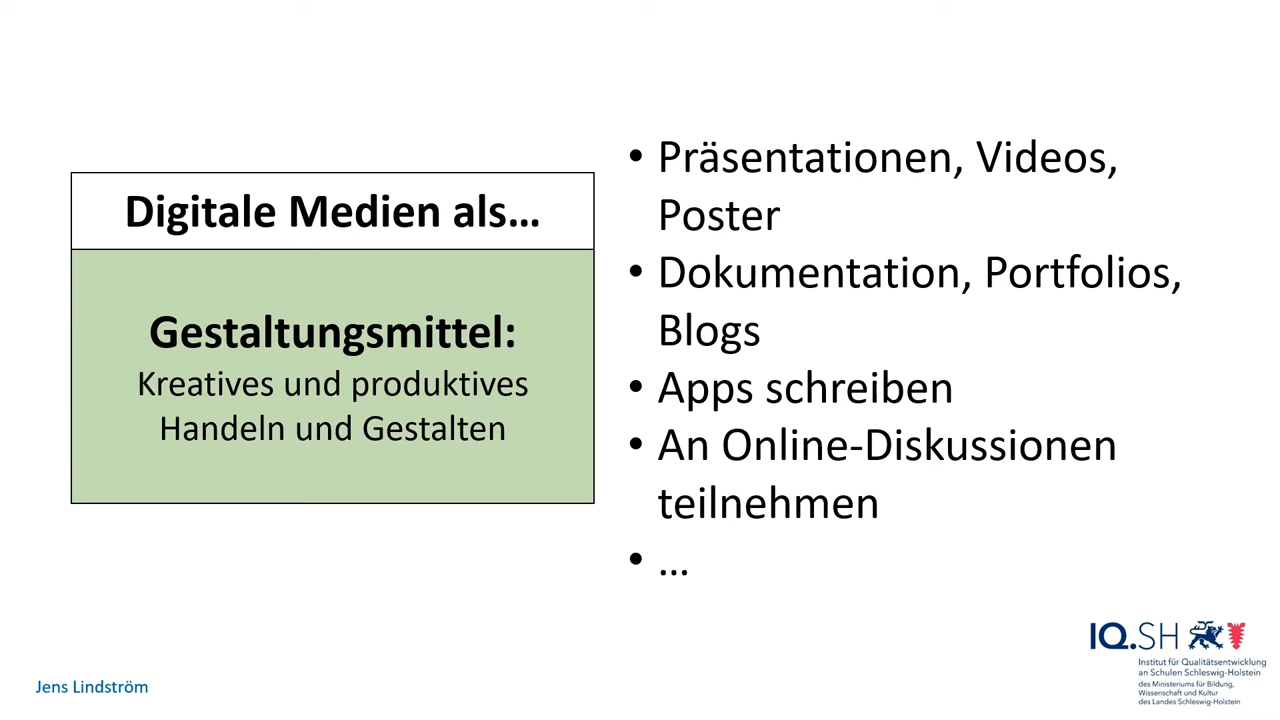 Digitale Medien als…
Gestaltungsmittel:
Kreatives und produktives
Handeln und Gestalten
• Präsentationen, Videos,
Poster
• Dokumentation, Portfolios,
Blogs
• Apps schreiben
• An Online-Diskussionen
teilnehmen
• …
Jens Lindström
IQ.SH
Institut für Qualitätsentwicklung
an Schulen Schleswig-Holstein
des Ministeriums für Bildung,
Wissenschaft und Kultur
des Landes Schleswig-Holstein